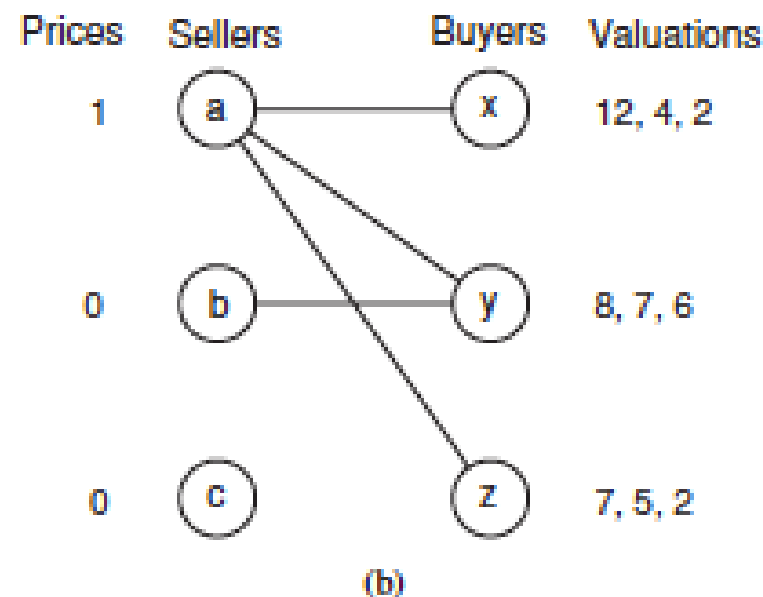 Prices Sellers Buyers Valuations
1 a x 12, 4, 2
0 b y 8, 7, 6
0 c z 7, 5, 2
(b)